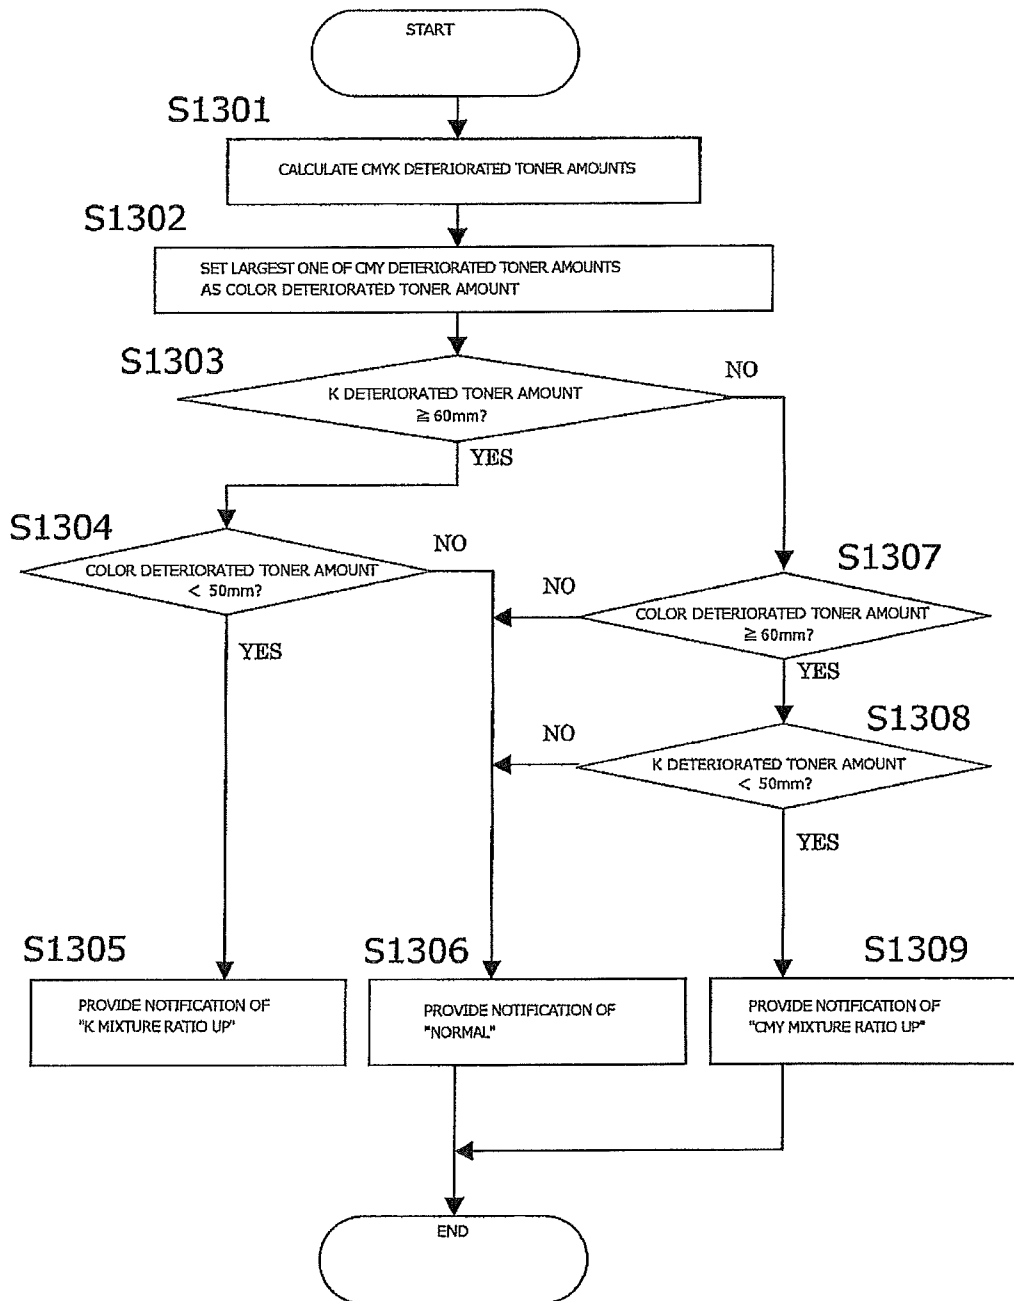 START
S1301
CALCULATE CMYK DETERIORATED TONER AMOUNTS
S1302
SET LARGEST ONE OF CMY DETERIORATED TONER AMOUNTS
AS COLOR DETERIORATED TONER AMOUNT
S1303
K DETERIORATED TONER AMOUNT
≧ 60mm?
NO
YES
S1304
COLOR DETERIORATED TONER AMOUNT
< 50mm?
NO
YES
S1307
COLOR DETERIORATED TONER AMOUNT
≧ 60mm?
NO
YES
S1308
K DETERIORATED TONER AMOUNT
< 50mm?
NO
YES
S1305
PROVIDE NOTIFICATION OF
"K MIXTURE RATIO UP"
S1306
PROVIDE NOTIFICATION OF
"NORMAL"
S1309
PROVIDE NOTIFICATION OF
"CMY MIXTURE RATIO UP"
END